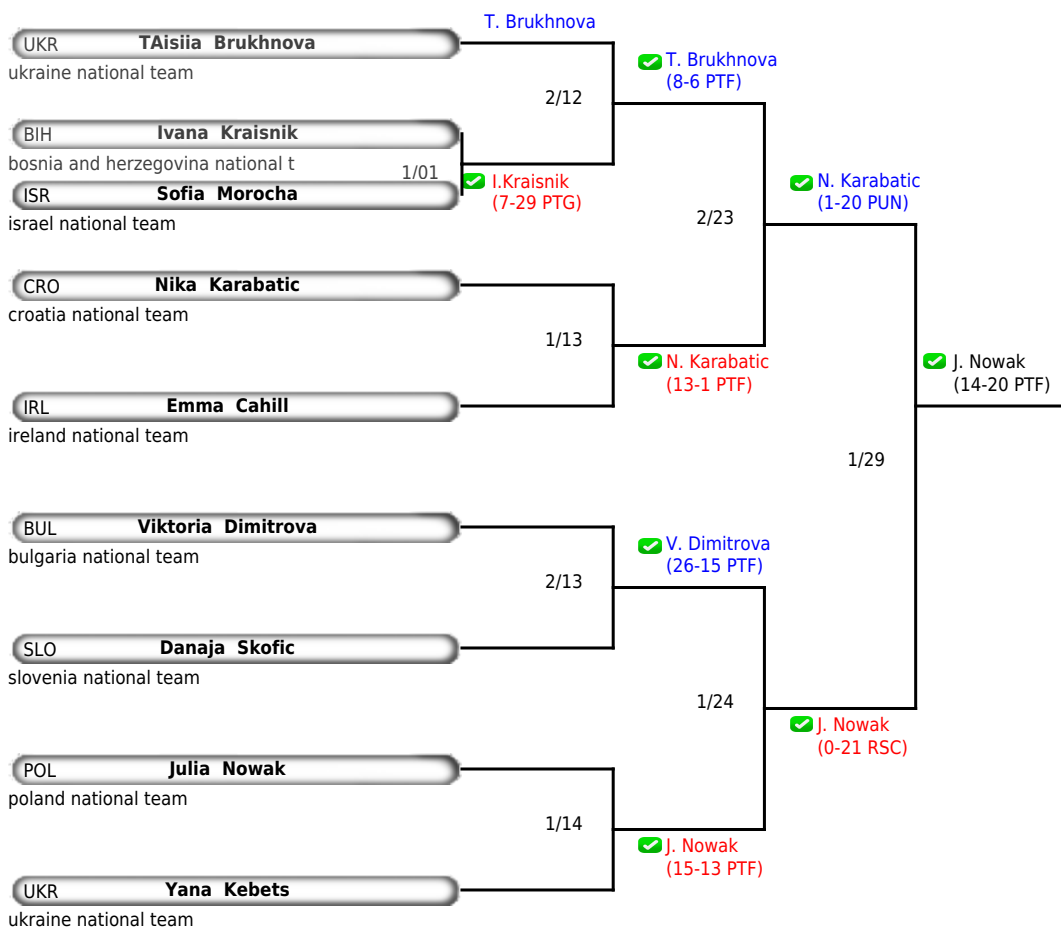 T. Brukhnova
UKR TAisiia Brukhnova
ukraine national team
T. Brukhnova
(8-6 PTF)
2/12
BIH Ivana Kraisnik
bosnia and herzegovina national t
1/01
I.Kraisnik
(7-29 PTG)
ISR Sofia Morocha
israel national team
N. Karabatic
(1-20 PUN)
2/23
CRO Nika Karabatic
croatia national team
1/13
N. Karabatic
(13-1 PTF)
J. Nowak
(14-20 PTF)
IRL Emma Cahill
ireland national team
1/29
BUL Viktoria Dimitrova
bulgaria national team
V. Dimitrova
(26-15 PTF)
2/13
SLO Danaja Skofic
slovenia national team
1/24
J. Nowak
(0-21 RSC)
POL Julia Nowak
poland national team
1/14
J. Nowak
(15-13 PTF)
UKR Yana Kebets
ukraine national team